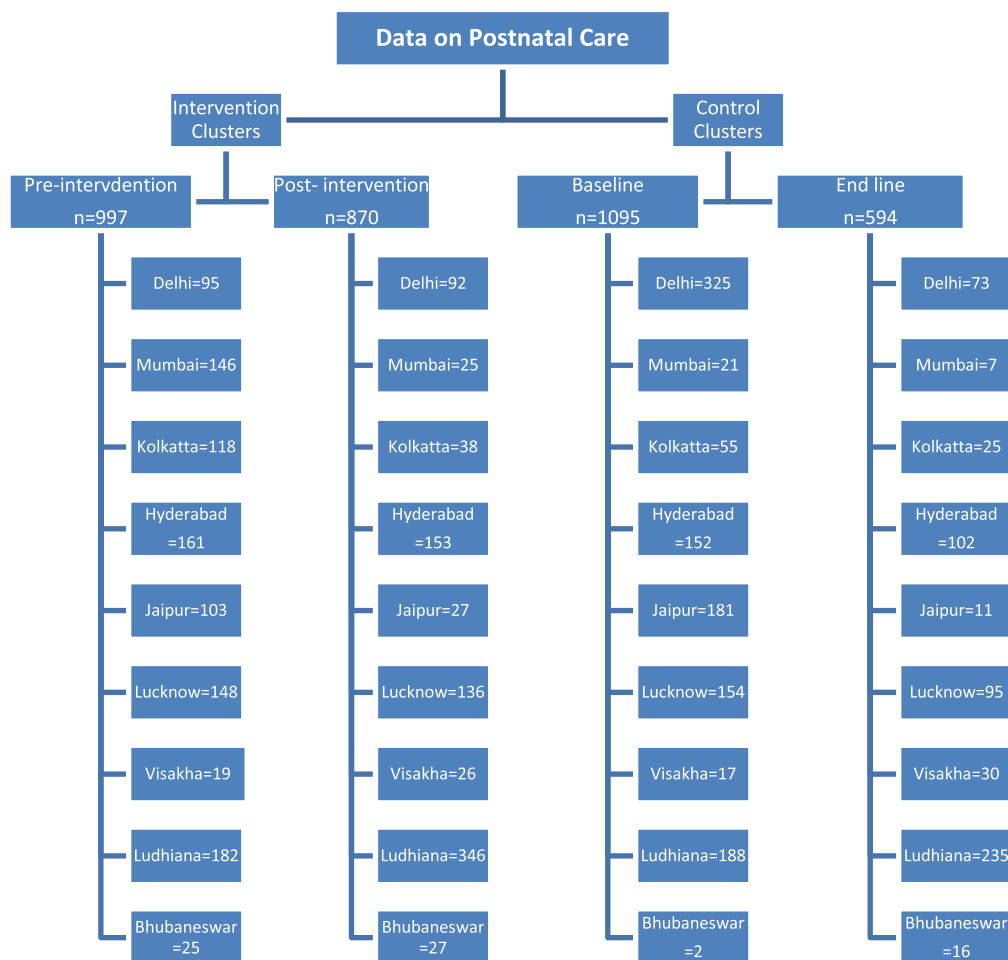 Data on Postnatal Care
Intervention
Clusters
Control
Clusters
Pre-intervdention
n=997
Post- intervention
n=870
Baseline
n=1095
End line
n=594
Delhi=95
Mumbai=146
Kolkatta=118
Hyderabad
=161
Jaipur=103
Lucknow=148
Visakha=19
Ludhiana=182
Bhubaneswar
=25
Delhi=92
Mumbai=25
Kolkatta=38
Hyderabad
=153
Jaipur=27
Lucknow=136
Visakha=26
Ludhiana=346
Bhubaneswar
=27
Delhi=325
Mumbai=21
Kolkatta=55
Hyderabad
=152
Jaipur=181
Lucknow=154
Visakha=17
Ludhiana=188
Bhubaneswar
=2
Delhi=73
Mumbai=7
Kolkatta=25
Hyderabad
=102
Jaipur=11
Lucknow=95
Visakha=30
Ludhiana=235
Bhubaneswar
=16